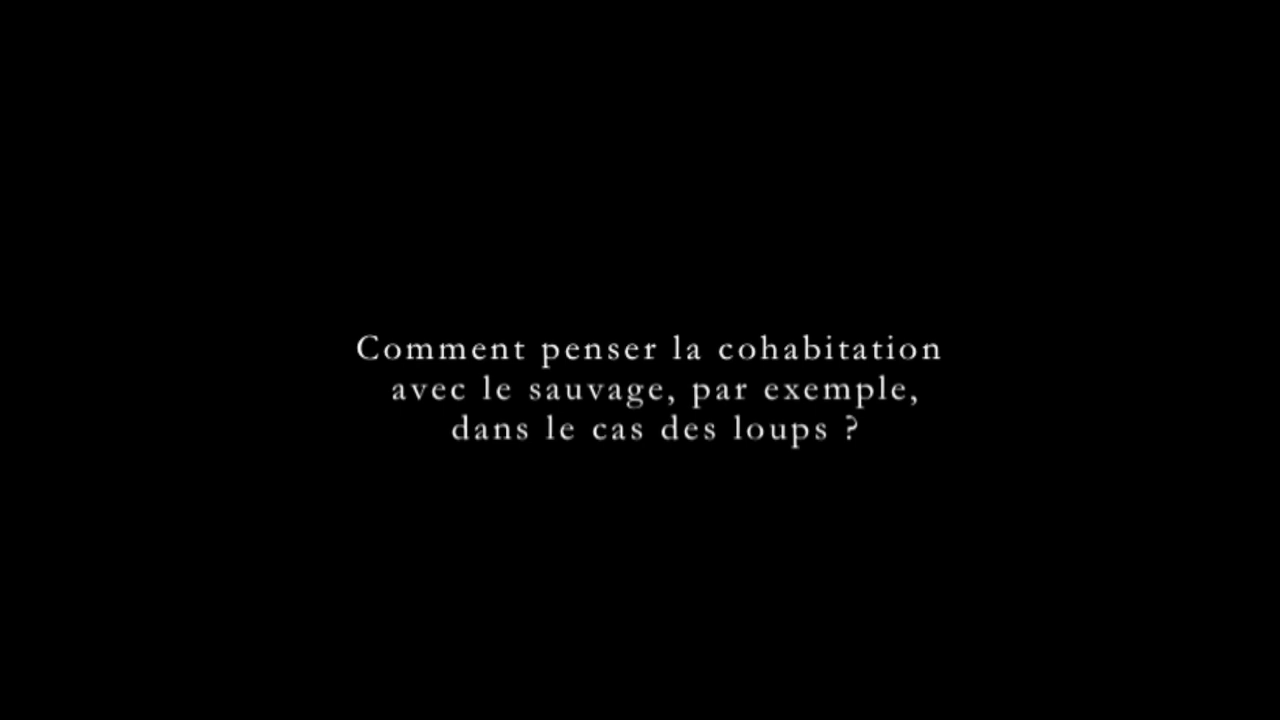 Comment penser la cohabitation
avec le sauvage, par exemple,
dans le cas des loups ?